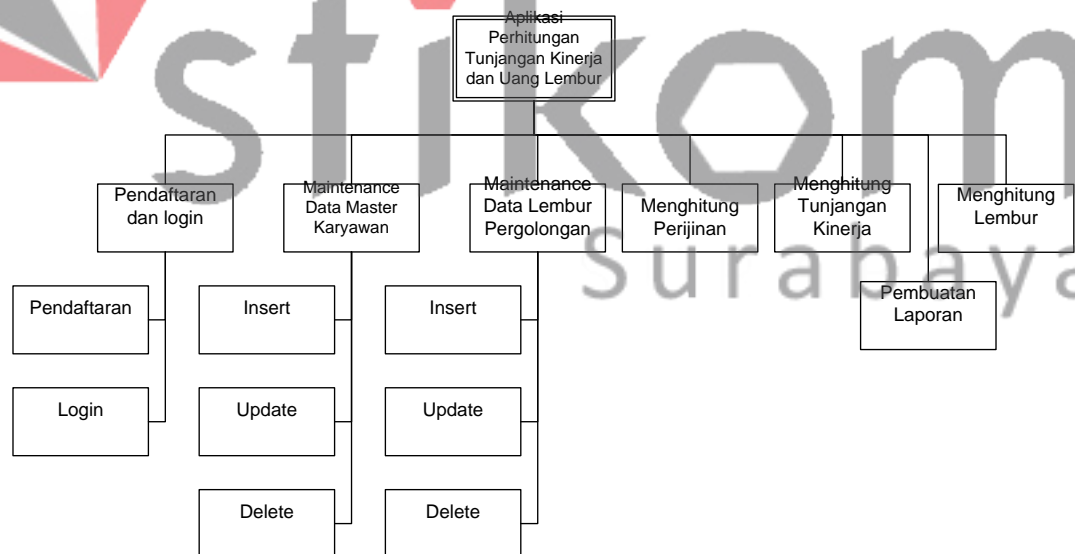 stikom
Surabaya
Aplikasi
Perhitungan
Tunjangan Kinerja
dan Uang Lembur
Pendaftaran
dan login
Maintenance
Data Master
Karyawan
Maintenance
Data Lembur
Pergolongan
Menghitung
Perijinan
Menghitung
Tunjangan
Kinerja
Menghitung
Lembur
Pendaftaran
Insert
Insert
Pembuatan
Laporan
Login
Update
Update
Delete
Delete